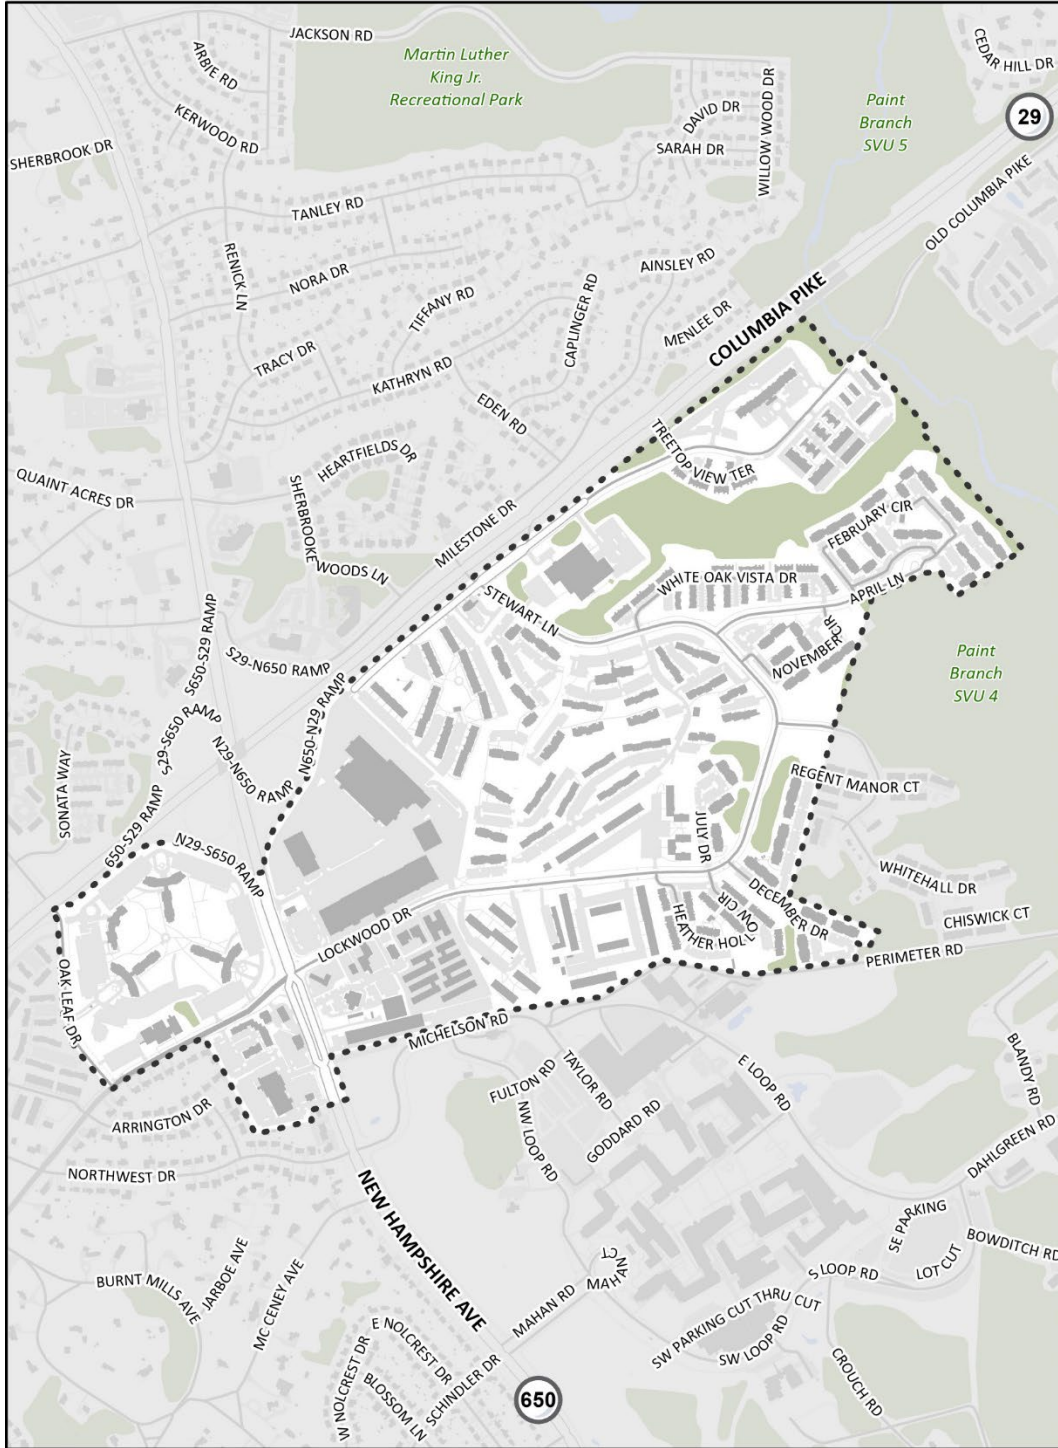 JACKSON RD
CEDAR HILL DR
ARBIE RD
Martin Luther
King Jr.
Recreational Park
WILLOW WOOD DR
DAVID DR
Paint
Branch
SVU 5
29
KERWOOD RD
SHERBROOK DR
SARAH DR
TANLEY RD
OLD COLUMBIA PIKE
RENICK LN
NORA DR
AINSLEY RD
TIFFANY RD
CAPLINGER RD
MENLEE DR
COLUMBIA PIKE
TRACY DR
KATHRYN RD
EDEN RD
TREETOP VIEW TER
HEARTFIELDS DR
QUAINT ACRES DR
SHERBROOKE WOODS LN
MILESTONE DR
FEBRUARY CIR
WHITE OAK VISTA DR
APRIL LN
STEWART LN
NOVEMBER CIR
S650-S29 RAMP
S29-N650 RAMP
Paint
Branch
SVU 4
N650-N29 RAMP
S29-S650 RAMP
N29-N650 RAMP
SONATA WAY
650-S29 RAMP
REGENT MANOR CT
JULY DR
N29-S650 RAMP
WHITEHALL DR
DECEMBER DR
CHISWICK CT
HEATHER HOLLOW CIR
LOCKWOOD DR
PERIMETER RD
OAK LEAF DR
MICHELSON RD
BLANDY RD
E LOOP RD
TAYLOR RD
FULTON RD
ARRINGTON DR
NW LOOP RD
GODDARD RD
DAHLGREEN RD
NORTHWEST DR
NEW HAMPSHIRE AVE
SE PARKING
LOT CUT
BOWDITCH RD
MAHAN CT
S LOOP RD
JARBOE AVE
BURNT MILLS AVE
MC CENEY AVE
MAHAN RD
SW PARKING CUT THRU CUT
SW LOOP RD
E NOLCREST DR
W NOLCREST DR
BLOSSOM LN
SCHINDLER DR
CROUCH RD
650